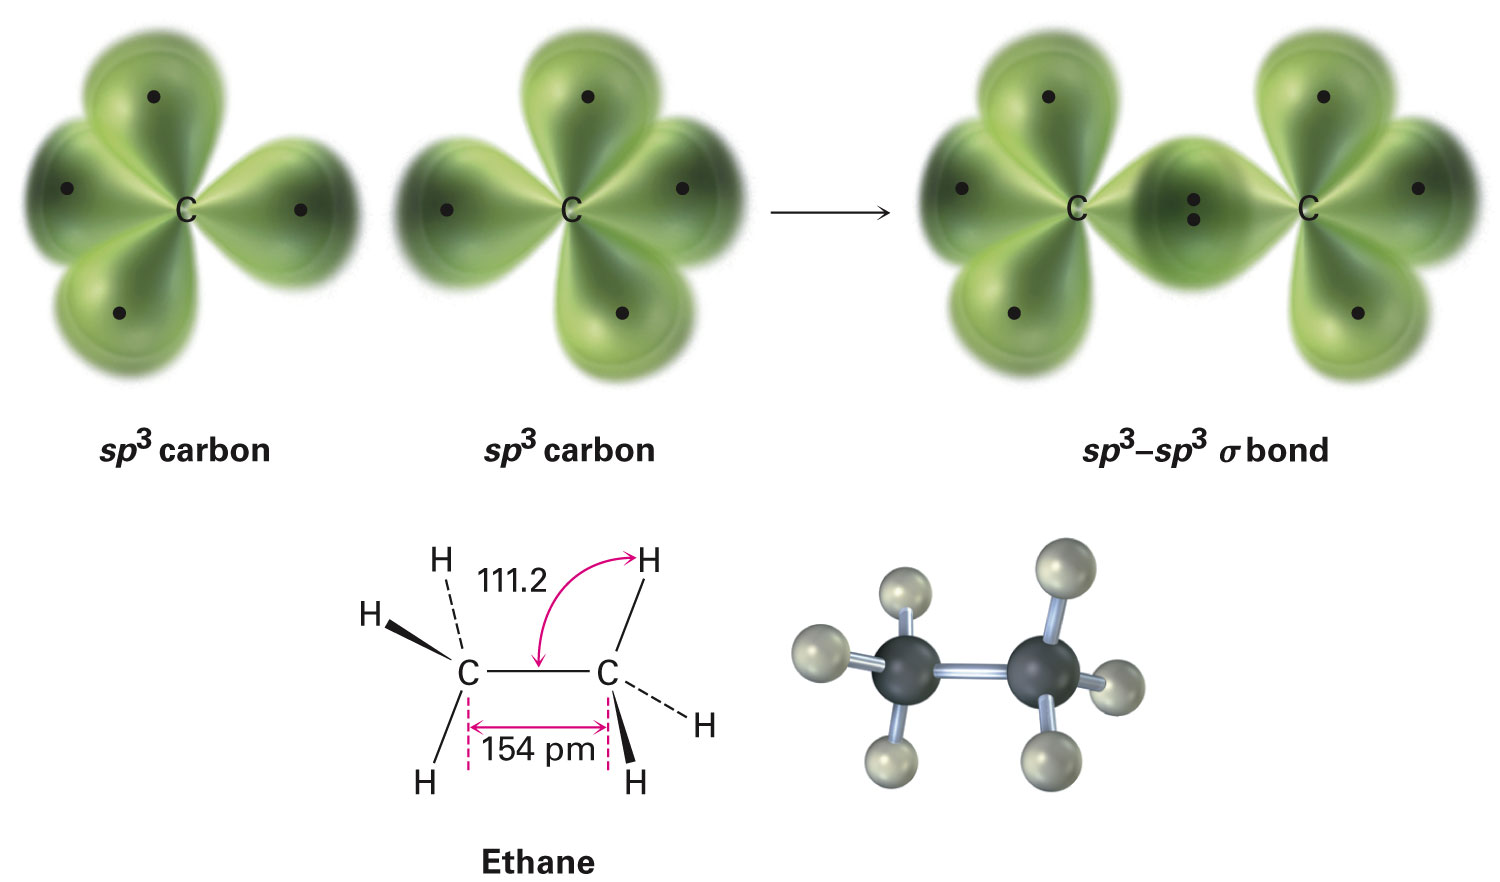 C
C
C
C
sp³ carbon
sp³ carbon
sp³–sp³ σ bond
H
111.2
H
H
C
C
H
154 pm
H
H
Ethane